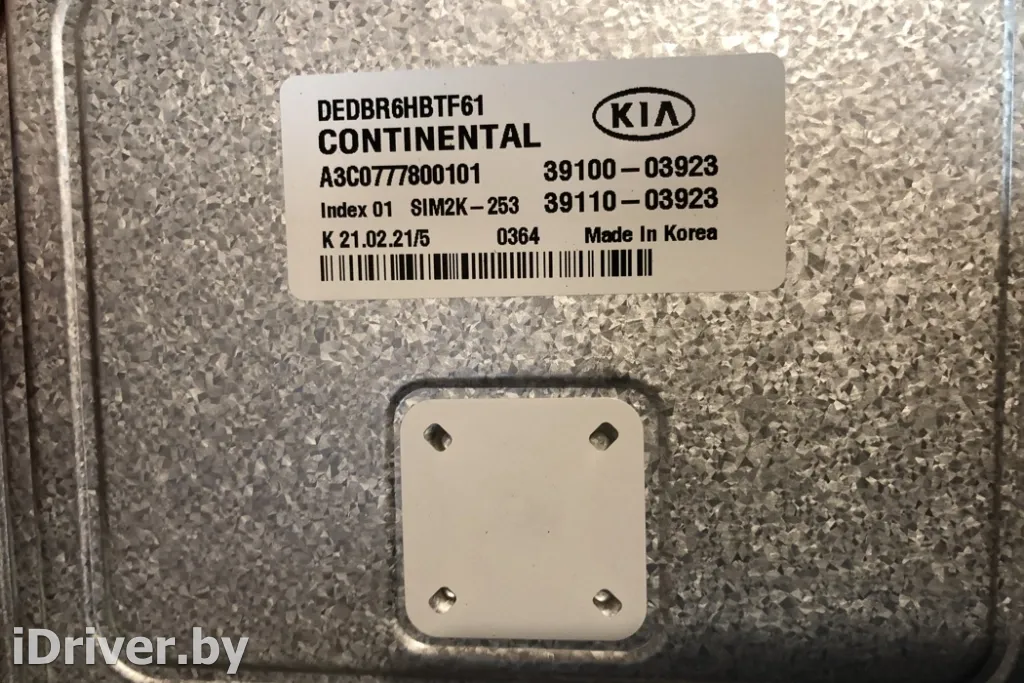 DEDBR6HBTF61
KIA
CONTINENTAL
A3C0777800101 39100-03923
Index 01 SIM2K-253 39110-03923
K 21.02.21/5 0364 Made In Korea
iDriver.by